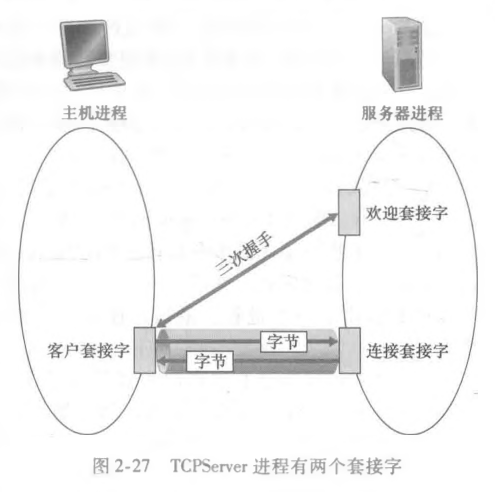 主机进程
服务器进程
欢迎套接字
三次握手
客户套接字
字节
连接套接字
字节
图 2-27 TCPServer 进程有两个套接字